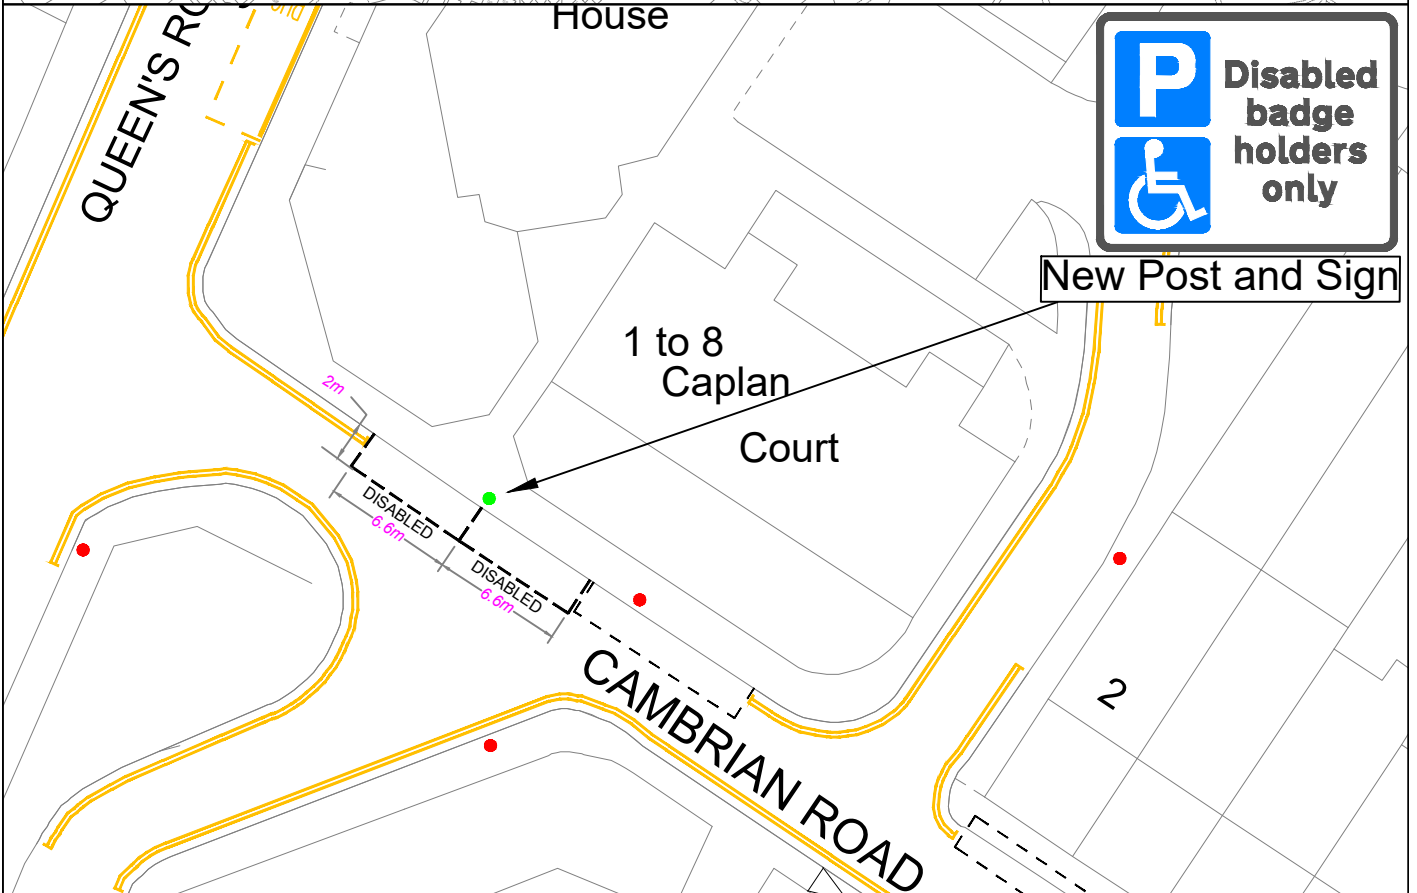 House
QUEEN'S RO
Disabled
badge
holders
only
P
New Post and Sign
1 to 8
Caplan
Court
2m
DISABLED
6.6m
DISABLED
6.6m
CAMBRIAN ROAD
2